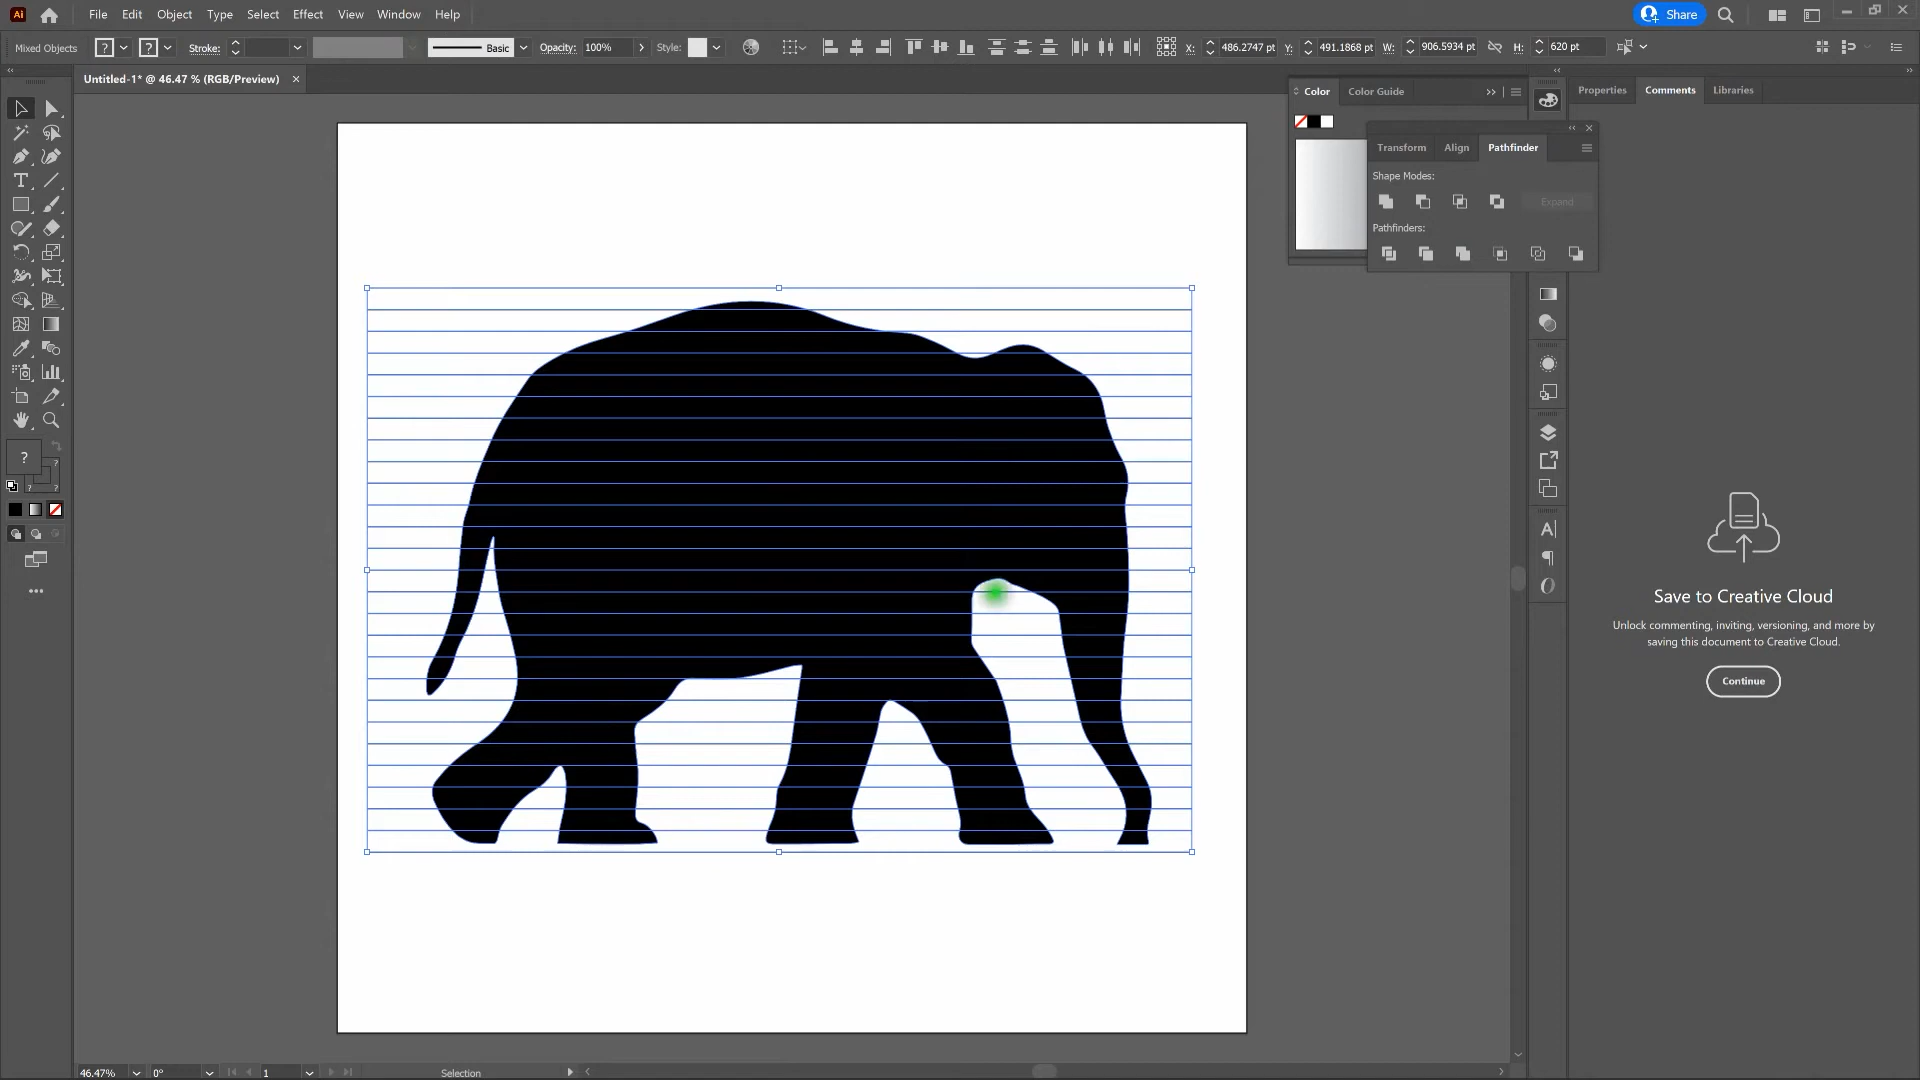 Ai File Edit Object Type Select Effect View Window Help Share
Mixed Objects ? ? Stroke: Basic Opacity: 100% Style: X: 486.2747 pt Y: 491.1868 pt W: 906.5934 pt H: 620 pt
Untitled-1* @ 46.47 % (RGB/Preview) ×
Color Color Guide
Properties Comments Libraries
Transform Align Pathfinder
Shape Modes:
Expand
Pathfinders:
?
Save to Creative Cloud
Unlock commenting, inviting, versioning, and more by
saving this document to Creative Cloud.
Continue
46.47% 0° 1 Selection